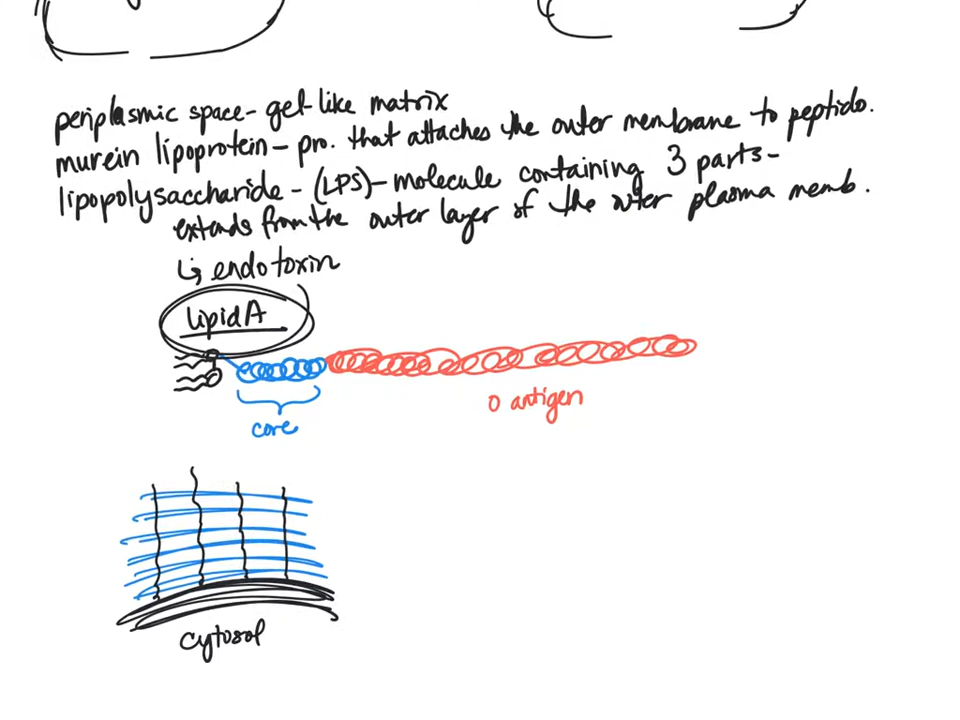 periplasmic space - gel-like matrix
murein lipoprotein - pro. that attaches the outer membrane to peptido.
lipopolysaccharide - (LPS) - molecule containing 3 parts -
extends from the outer layer of the outer plasma memb.
↳ endotoxin
lipid A
O antigen
core
cytosol